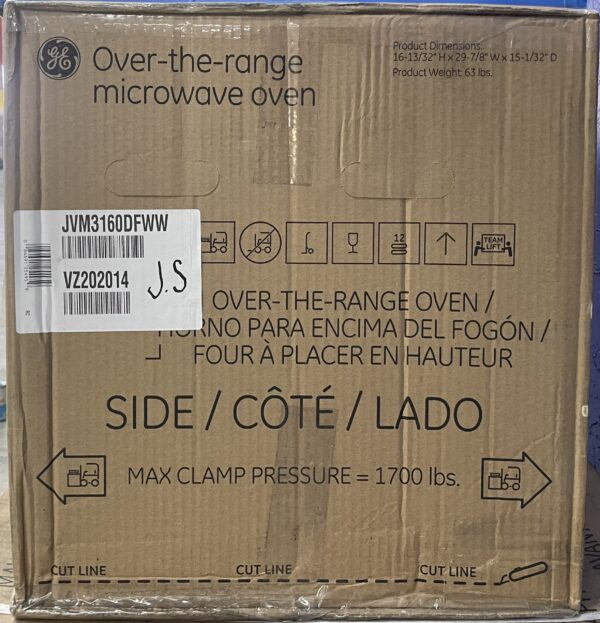 GE
Over-the-range
microwave oven
Product Dimensions:
16-13/32" H x 29-7/8" W x 15-1/32" D
Product Weight: 63 lbs.
JVM3160DFWW
VZ202014
J.S
12
TEAM
LIFT
OVER-THE-RANGE OVEN /
HORNO PARA ENCIMA DEL FOGÓN /
FOUR À PLACER EN HAUTEUR
SIDE / CÔTÉ / LADO
MAX CLAMP PRESSURE = 1700 lbs.
CUT LINE CUT LINE CUT LINE